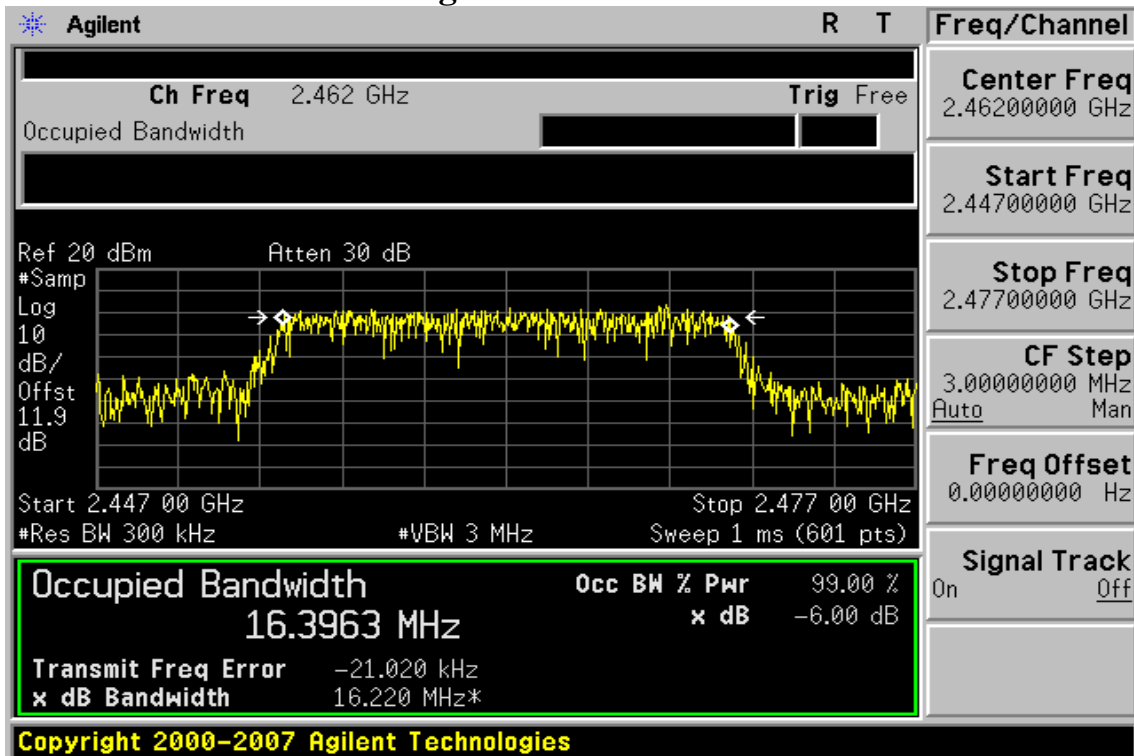 Agilent R T
Ch Freq 2.462 GHz Trig Free
Occupied Bandwidth
Ref 20 dBm Atten 30 dB
#Samp
Log
10
dB/
Offst
11.9
dB
Start 2.447 00 GHz Stop 2.477 00 GHz
#Res BW 300 kHz #VBW 3 MHz Sweep 1 ms (601 pts)
Occupied Bandwidth
16.3963 MHz
Occ BW % Pwr 99.00 %
x dB -6.00 dB
Transmit Freq Error -21.020 kHz
x dB Bandwidth 16.220 MHz*
Copyright 2000-2007 Agilent Technologies
Freq/Channel
Center Freq
2.46200000 GHz
Start Freq
2.44700000 GHz
Stop Freq
2.47700000 GHz
CF Step
3.00000000 MHz
Auto Man
Freq Offset
0.00000000 Hz
Signal Track
On Off